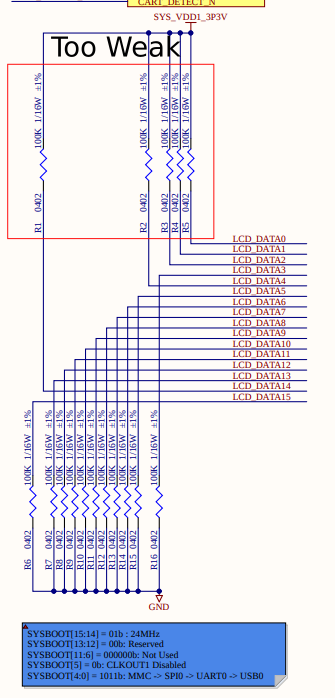 CART_DETECT_N
SYS_VDD1_3P3V
Too Weak
R1 0402 100K 1/16W ±1%
R2 0402 100K 1/16W ±1%
R3 0402 100K 1/16W ±1%
R4 0402 100K 1/16W ±1%
R5 0402 100K 1/16W ±1%
LCD_DATA0
LCD_DATA1
LCD_DATA2
LCD_DATA3
LCD_DATA4
LCD_DATA5
LCD_DATA6
LCD_DATA7
LCD_DATA8
LCD_DATA9
LCD_DATA10
LCD_DATA11
LCD_DATA12
LCD_DATA13
LCD_DATA14
LCD_DATA15
R6 0402 100K 1/16W ±1%
R7 0402 100K 1/16W ±1%
R8 0402 100K 1/16W ±1%
R9 0402 100K 1/16W ±1%
R10 0402 100K 1/16W ±1%
R11 0402 100K 1/16W ±1%
R12 0402 100K 1/16W ±1%
R13 0402 100K 1/16W ±1%
R14 0402 100K 1/16W ±1%
R15 0402 100K 1/16W ±1%
R16 0402 100K 1/16W ±1%
GND
SYSBOOT[15:14] = 01b : 24MHz
SYSBOOT[13:12] = 00b: Reserved
SYSBOOT[11:6] = 000000b: Not Used
SYSBOOT[5] = 0b: CLKOUT1 Disabled
SYSBOOT[4:0] = 1011b: MMC -> SPI0 -> UART0 -> USB0